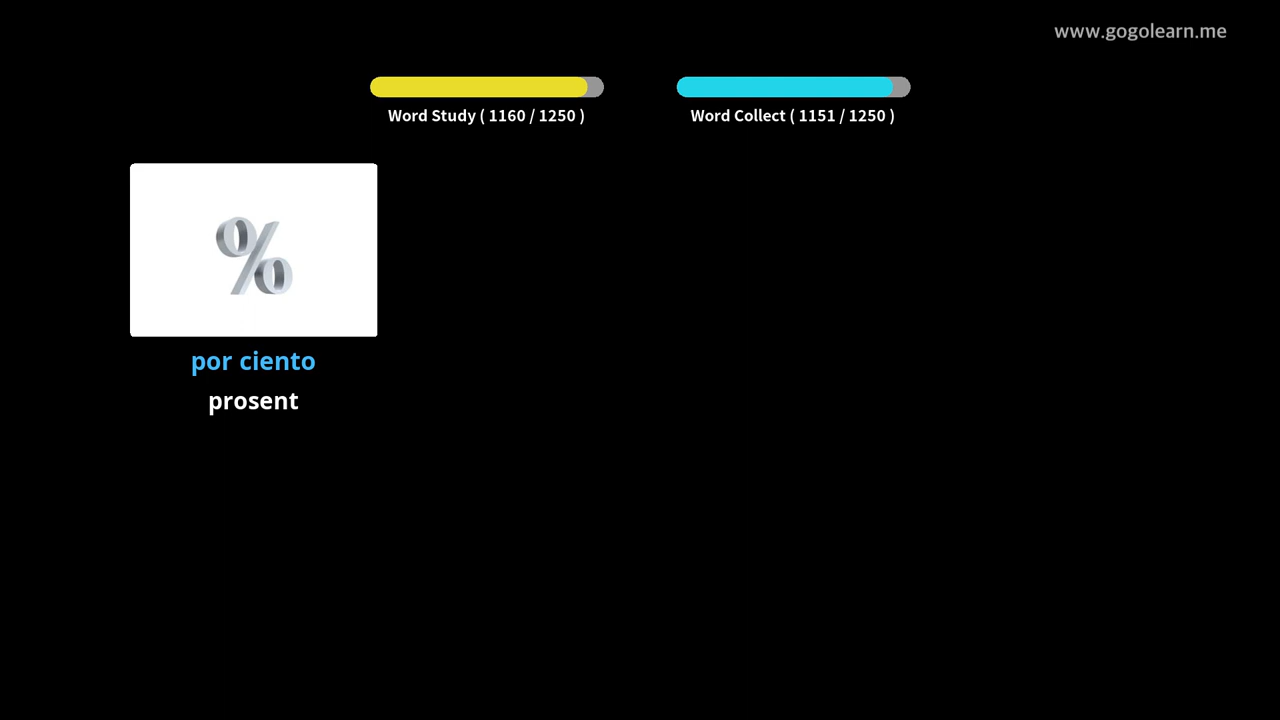 www.gogolearn.me
Word Study ( 1160 / 1250 )
Word Collect ( 1151 / 1250 )
%
por ciento
prosent